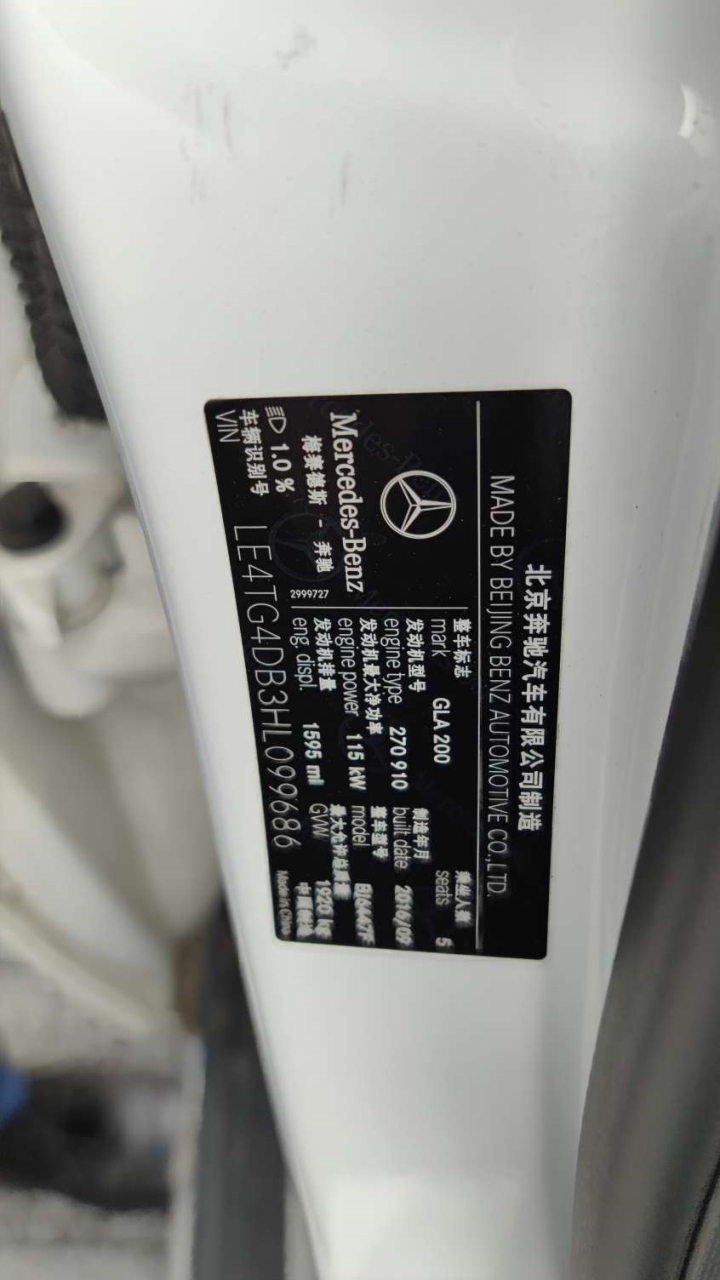 北京奔驰汽车有限公司制造
MADE BY BEIJING BENZ AUTOMOTIVE CO.,LTD.
Mercedes-Benz
梅赛德斯 - 奔驰
2999727
整车标志
mark GLA 200
乘坐人数
seats 5
发动机型号
engine type 270 910
制造年月
built date 2016/09
发动机最大净功率
engine power 115 kW
整车型号
model BJ6447F
发动机排量
eng. displ. 1595 ml
最大允许总质量
GVW 1920 kg
1.0 %
车辆识别号
VIN LE4TG4DB3HL099686
中国制造
Made in China